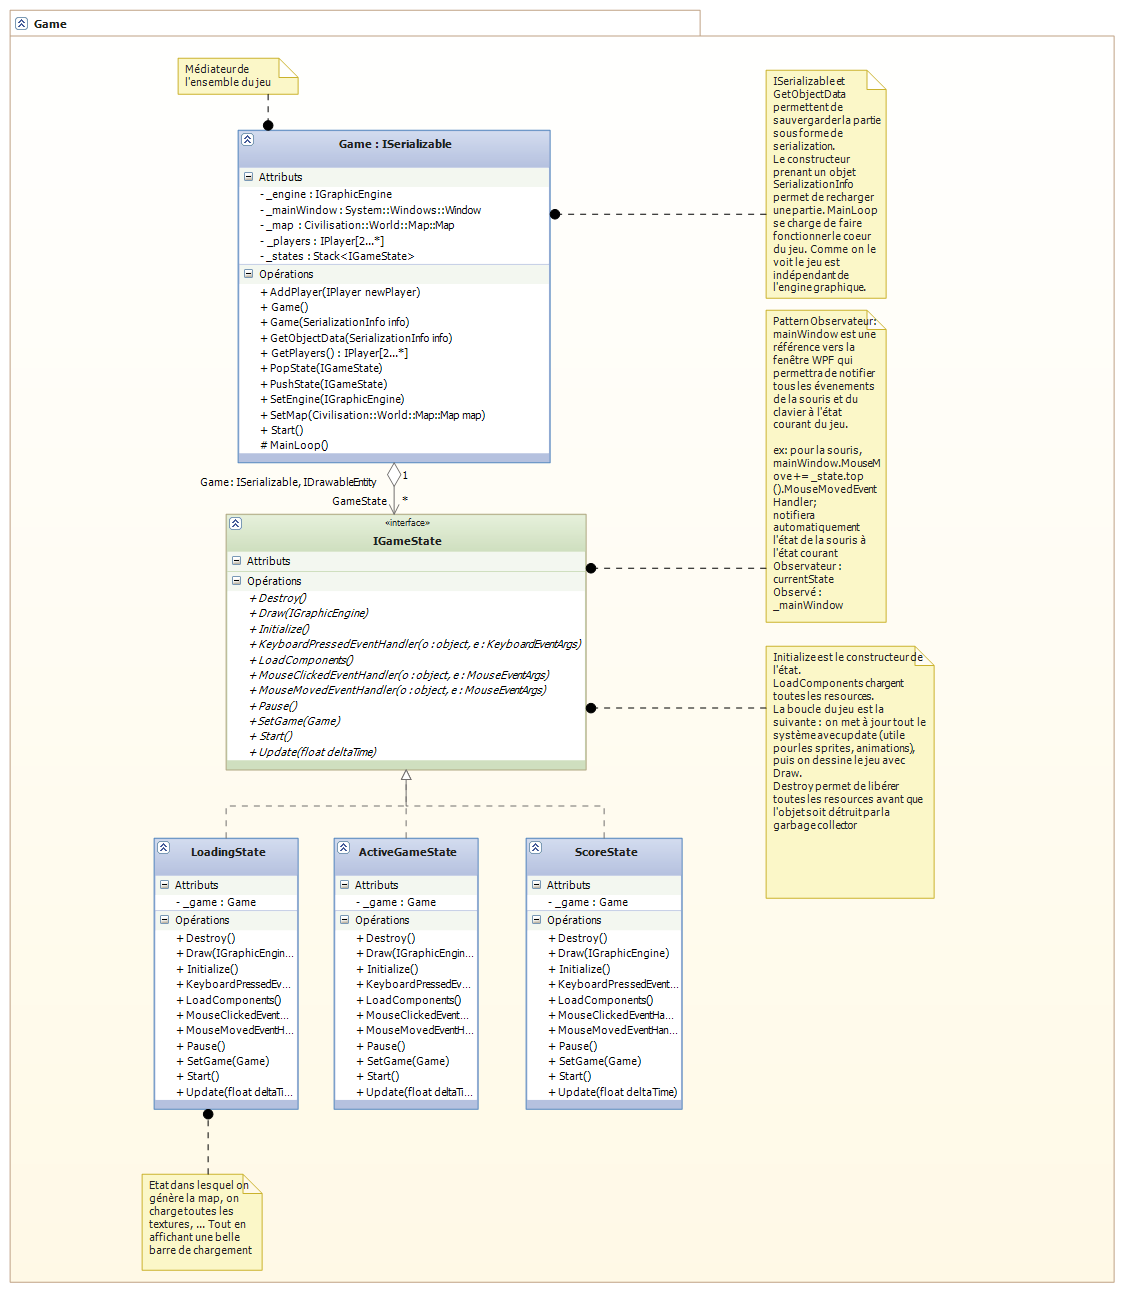 Game
Médiateur de
l'ensemble du jeu
Game : ISerializable
Attributs
- _engine : IGraphicEngine
- _mainWindow : System::Windows::Window
- _map : Civilisation::World::Map::Map
- _players : IPlayer[2...*]
- _states : Stack<IGameState>
Opérations
+ AddPlayer(IPlayer newPlayer)
+ Game()
+ Game(SerializationInfo info)
+ GetObjectData(SerializationInfo info)
+ GetPlayers() : IPlayer[2...*]
+ PopState(IGameState)
+ PushState(IGameState)
+ SetEngine(IGraphicEngine)
+ SetMap(Civilisation::World::Map::Map map)
+ Start()
# MainLoop()
ISerializable et
GetObjectData
permettent de
sauvergarder la partie
sous forme de
serialization.
Le constructeur
prenant un objet
SerializationInfo
permet de recharger
une partie. MainLoop
se charge de faire
fonctionner le coeur
du jeu. Comme on le
voit le jeu est
indépendant de
l'engine graphique.
Pattern Observateur:
mainWindow est une
référence vers la
fenêtre WPF qui
permettra de notifier
tous les évenements
de la souris et du
clavier à l'état
courant du jeu.
ex: pour la souris,
mainWindow.MouseM
ove += _state.top
().MouseMovedEvent
Handler;
notifiera
automatiquement
l'état de la souris à
l'état courant
Observateur :
currentState
Observé :
_mainWindow
1
Game : ISerializable, IDrawableEntity
GameState
*
«interface»
IGameState
Attributs
Opérations
+ Destroy()
+ Draw(IGraphicEngine)
+ Initialize()
+ KeyboardPressedEventHandler(o : object, e : KeyboardEventArgs)
+ LoadComponents()
+ MouseClickedEventHandler(o : object, e : MouseEventArgs)
+ MouseMovedEventHandler(o : object, e : MouseEventArgs)
+ Pause()
+ SetGame(Game)
+ Start()
+ Update(float deltaTime)
Initialize est le constructeur de
l'état.
LoadComponents chargent
toutes les resources.
La boucle du jeu est la
suivante : on met à jour tout le
système avec update (utile
pour les sprites, animations),
puis on dessine le jeu avec
Draw.
Destroy permet de libérer
toutes les resources avant que
l'objet soit détruit par la
garbage collector
LoadingState
Attributs
- _game : Game
Opérations
+ Destroy()
+ Draw(IGraphicEngin...
+ Initialize()
+ KeyboardPressedEv...
+ LoadComponents()
+ MouseClickedEvent...
+ MouseMovedEventH...
+ Pause()
+ SetGame(Game)
+ Start()
+ Update(float deltaTi...
ActiveGameState
Attributs
- _game : Game
Opérations
+ Destroy()
+ Draw(IGraphicEngin...
+ Initialize()
+ KeyboardPressedEv...
+ LoadComponents()
+ MouseClickedEvent...
+ MouseMovedEventH...
+ Pause()
+ SetGame(Game)
+ Start()
+ Update(float deltaTi...
ScoreState
Attributs
- _game : Game
Opérations
+ Destroy()
+ Draw(IGraphicEngine)
+ Initialize()
+ KeyboardPressedEvent...
+ LoadComponents()
+ MouseClickedEventHa...
+ MouseMovedEventHan...
+ Pause()
+ SetGame(Game)
+ Start()
+ Update(float deltaTime)
Etat dans lesquel on
génère la map, on
charge toutes les
textures, ... Tout en
affichant une belle
barre de chargement